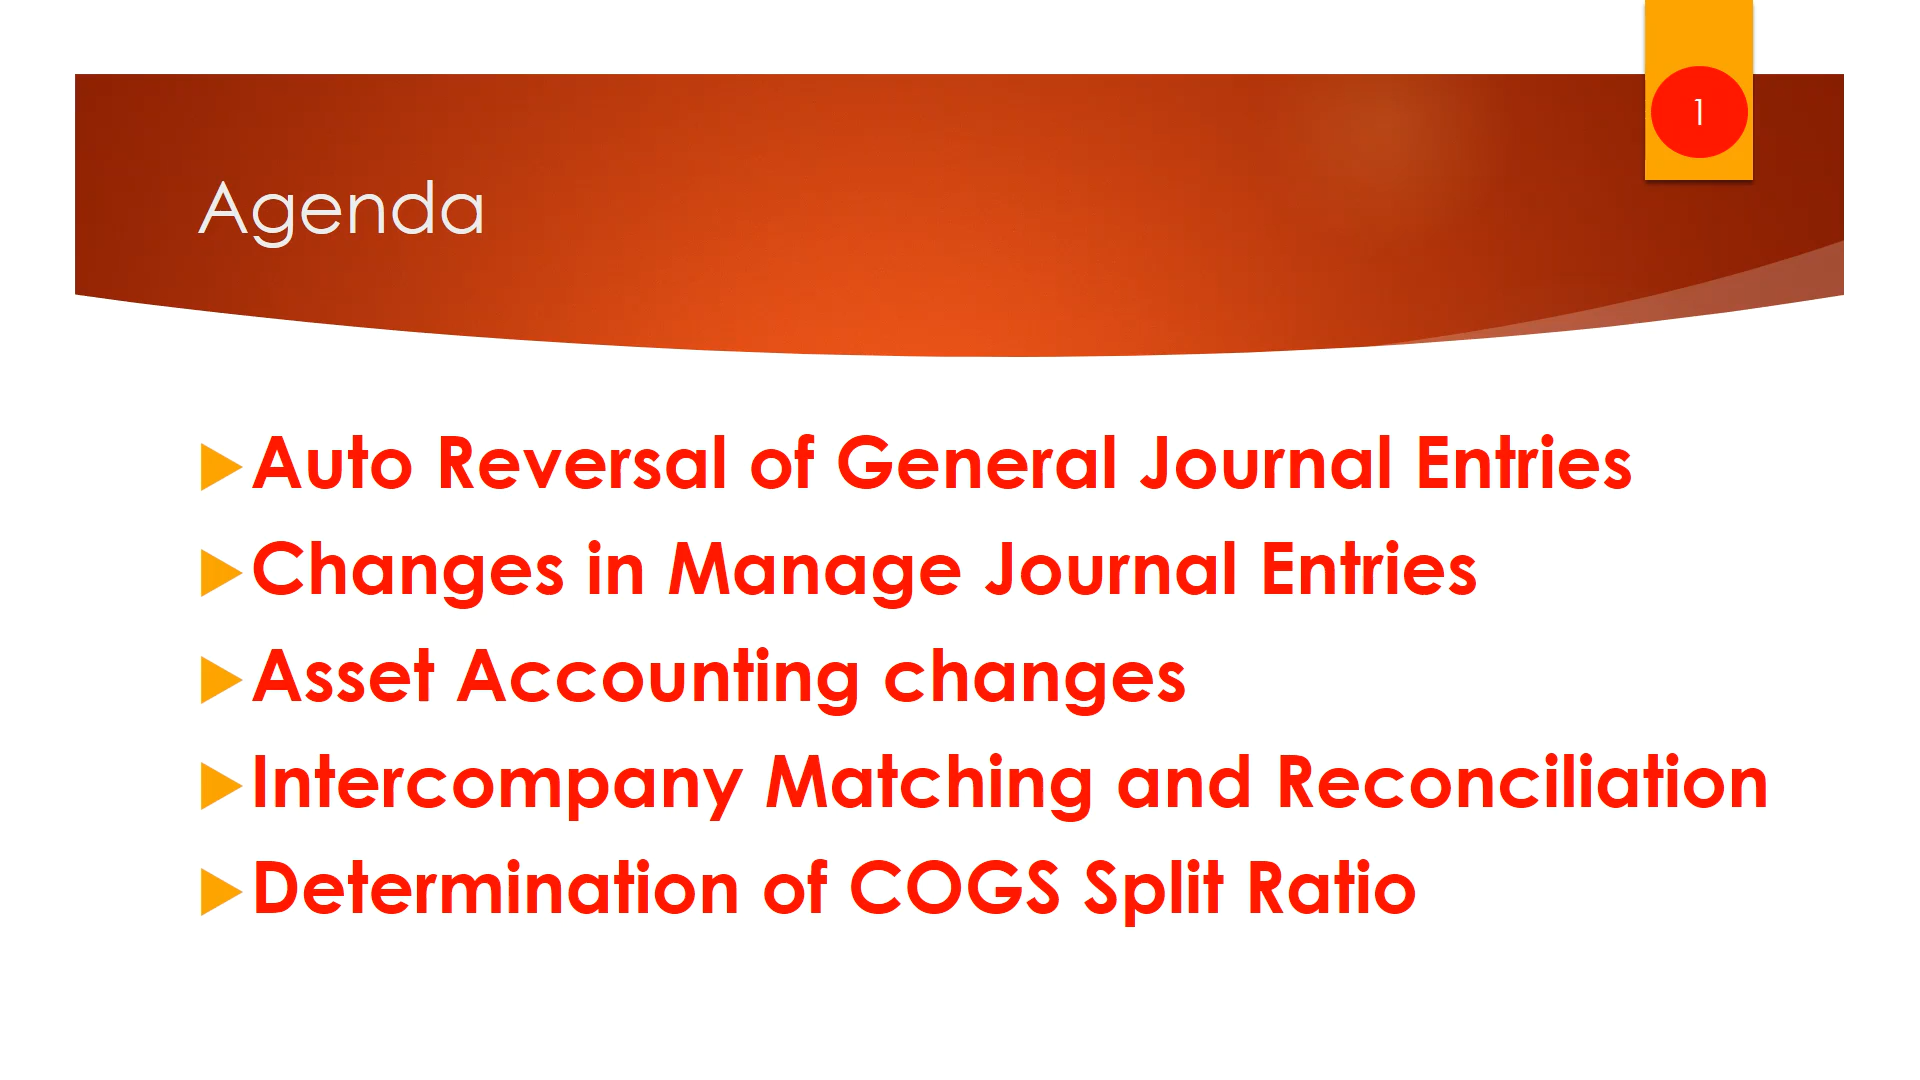 1
Agenda
Auto Reversal of General Journal Entries
Changes in Manage Journal Entries
Asset Accounting changes
Intercompany Matching and Reconciliation
Determination of COGS Split Ratio